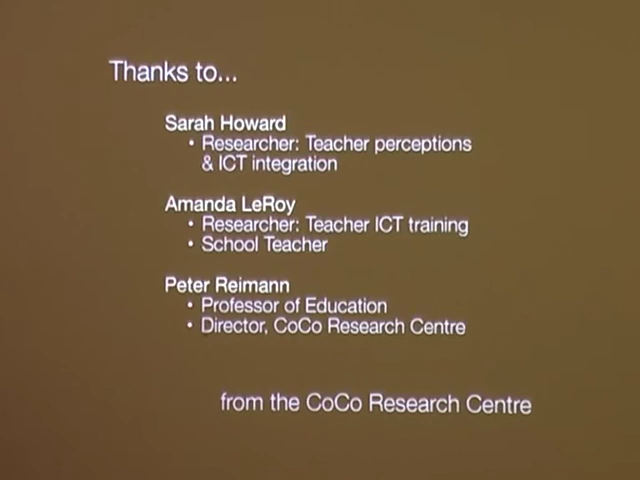 Thanks to...
Sarah Howard
• Researcher: Teacher perceptions
& ICT integration
Amanda LeRoy
• Researcher: Teacher ICT training
• School Teacher
Peter Reimann
• Professor of Education
• Director, CoCo Research Centre
from the CoCo Research Centre